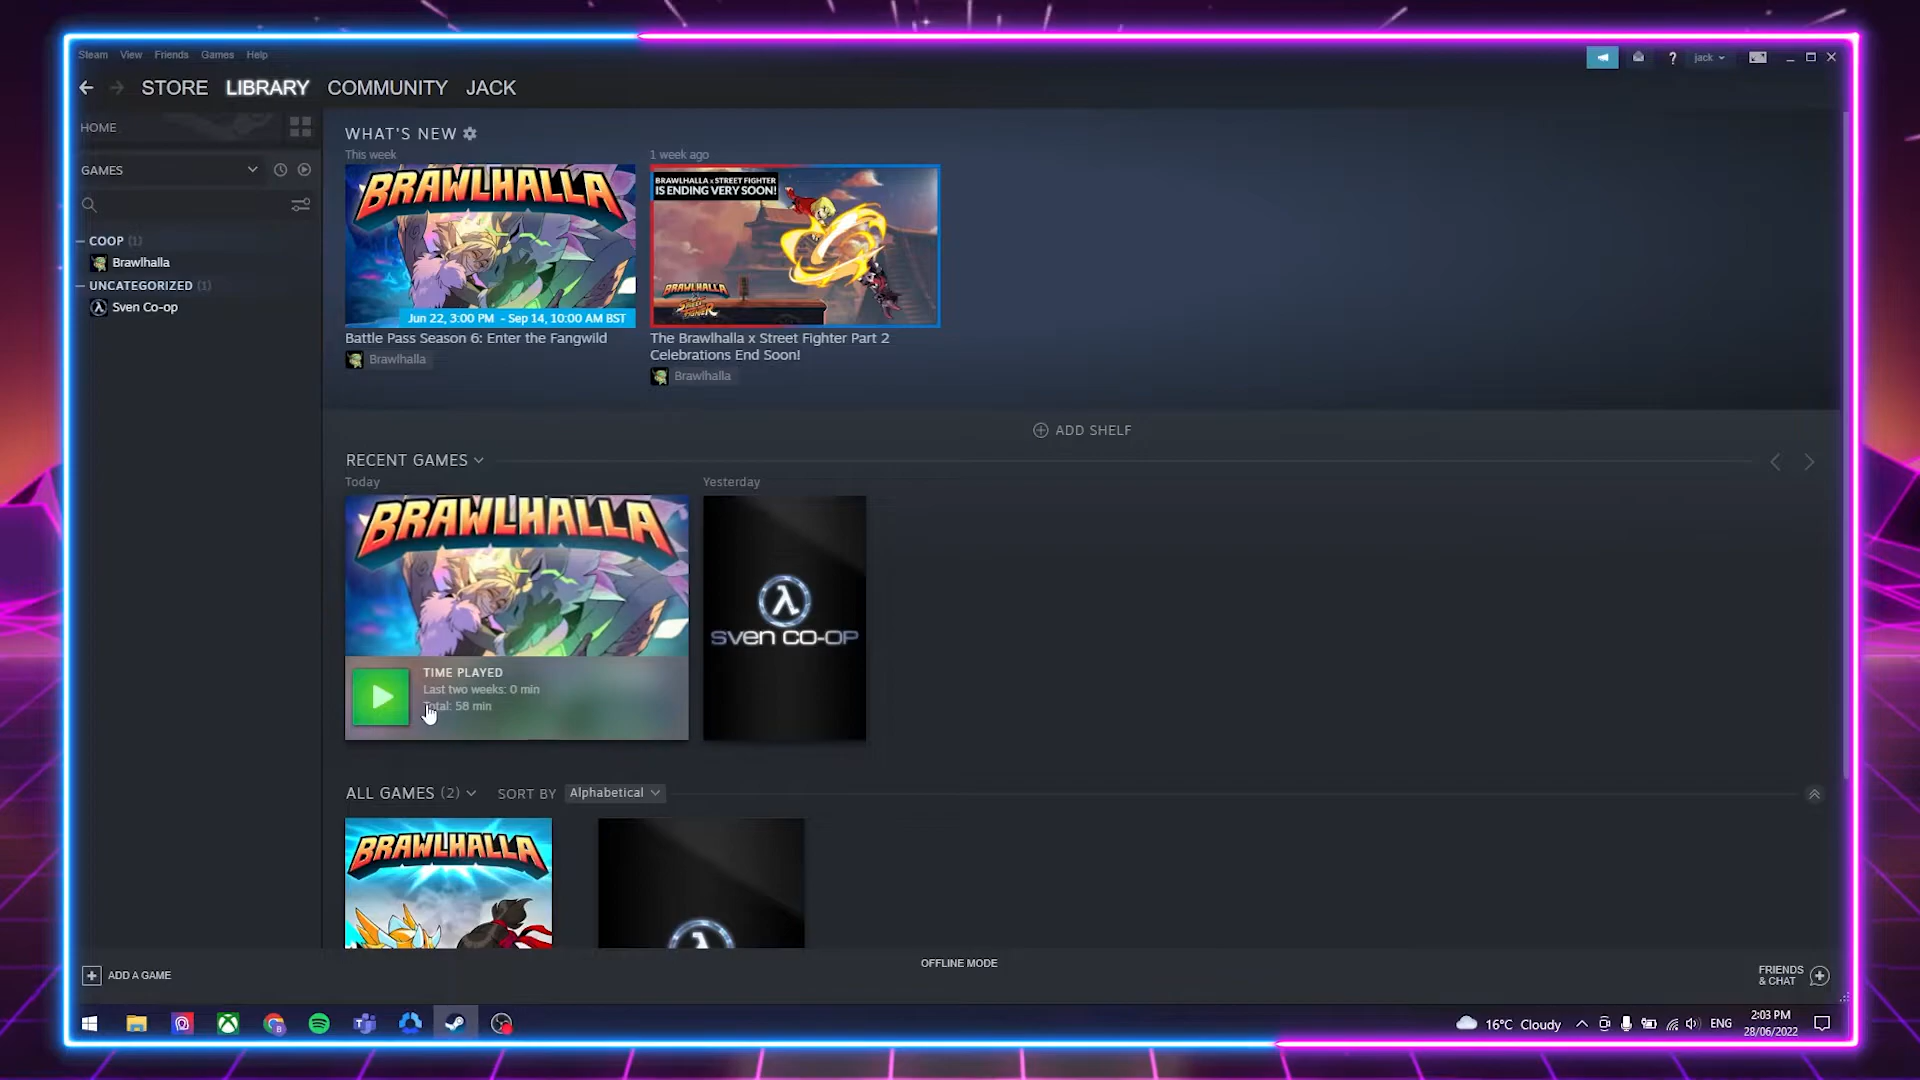 Steam View Friends Games Help
jack
STORE LIBRARY COMMUNITY JACK
HOME
GAMES
COOP (1)
Brawlhalla
UNCATEGORIZED (1)
Sven Co-op
WHAT'S NEW
This week
BRAWLHALLA
Jun 22, 3:00 PM - Sep 14, 10:00 AM BST
Battle Pass Season 6: Enter the Fangwild
Brawlhalla
1 week ago
BRAWLHALLA x STREET FIGHTER
IS ENDING VERY SOON!
BRAWLHALLA
STREET FIGHTER
The Brawlhalla x Street Fighter Part 2
Celebrations End Soon!
Brawlhalla
ADD SHELF
RECENT GAMES
Today
BRAWLHALLA
TIME PLAYED
Last two weeks: 0 min
Total: 58 min
Yesterday
SVEN CO-OP
ALL GAMES (2) SORT BY Alphabetical
BRAWLHALLA
ADD A GAME
OFFLINE MODE
FRIENDS
& CHAT
16°C Cloudy
ENG
2:03 PM
28/06/2022